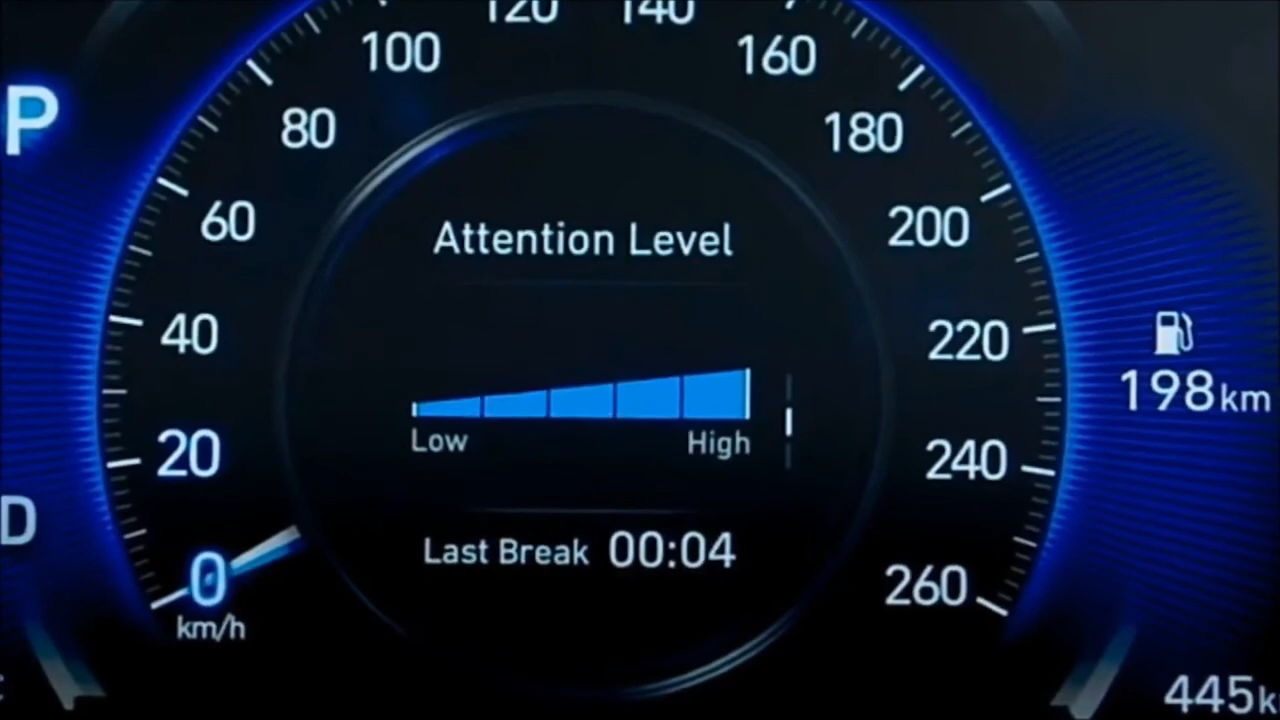 120 140
100 160
P
80 180
60 200
Attention Level
40 220
198km
Low High
20 240
D
Last Break 00:04
0 260
km/h
445k